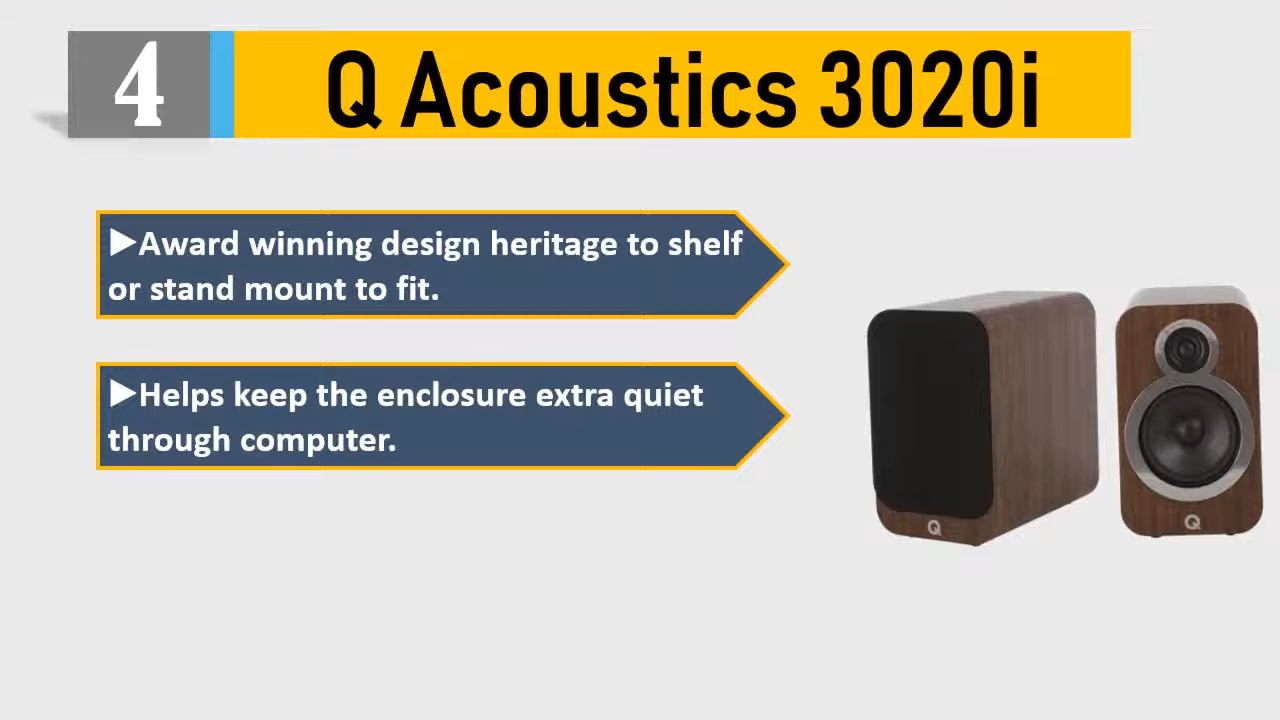 4
Q Acoustics 3020i
►Award winning design heritage to shelf
or stand mount to fit.
►Helps keep the enclosure extra quiet
through computer.
Q
Q